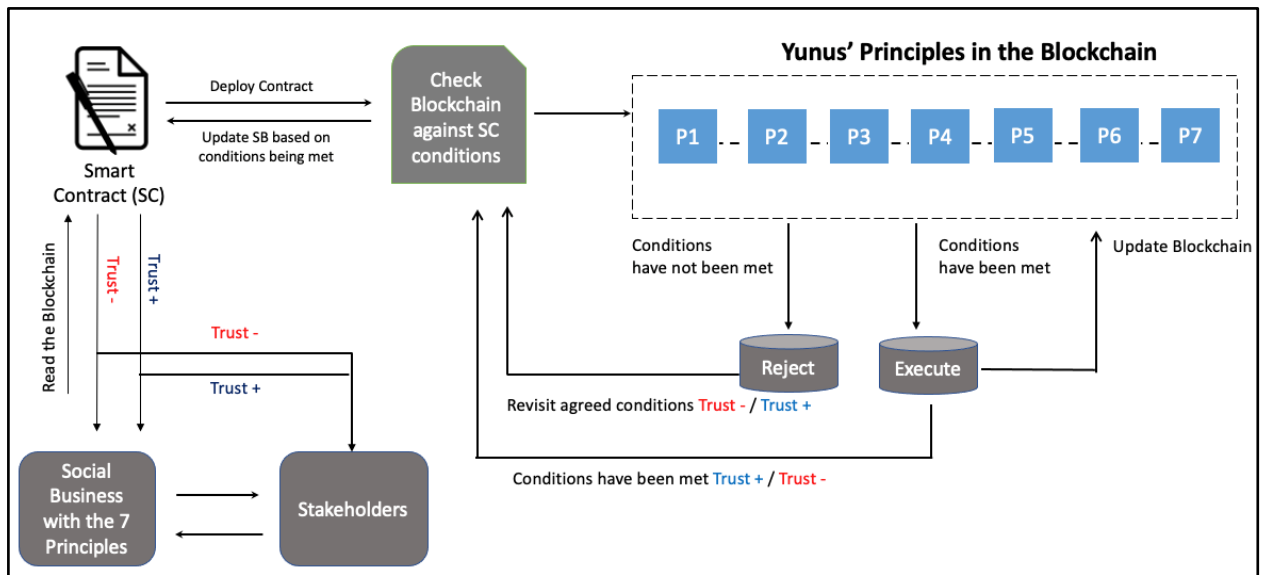 Yunus’ Principles in the Blockchain
Deploy Contract
Update SB based on
conditions being met
Check
Blockchain
against SC
conditions
P1
P2
P3
P4
P5
P6
P7
Smart
Contract (SC)
Read the Blockchain
Trust -
Trust +
Trust -
Trust +
Conditions
have not been met
Conditions
have been met
Update Blockchain
Reject
Execute
Revisit agreed conditions Trust - / Trust +
Conditions have been met Trust + / Trust -
Social
Business
with the 7
Principles
Stakeholders